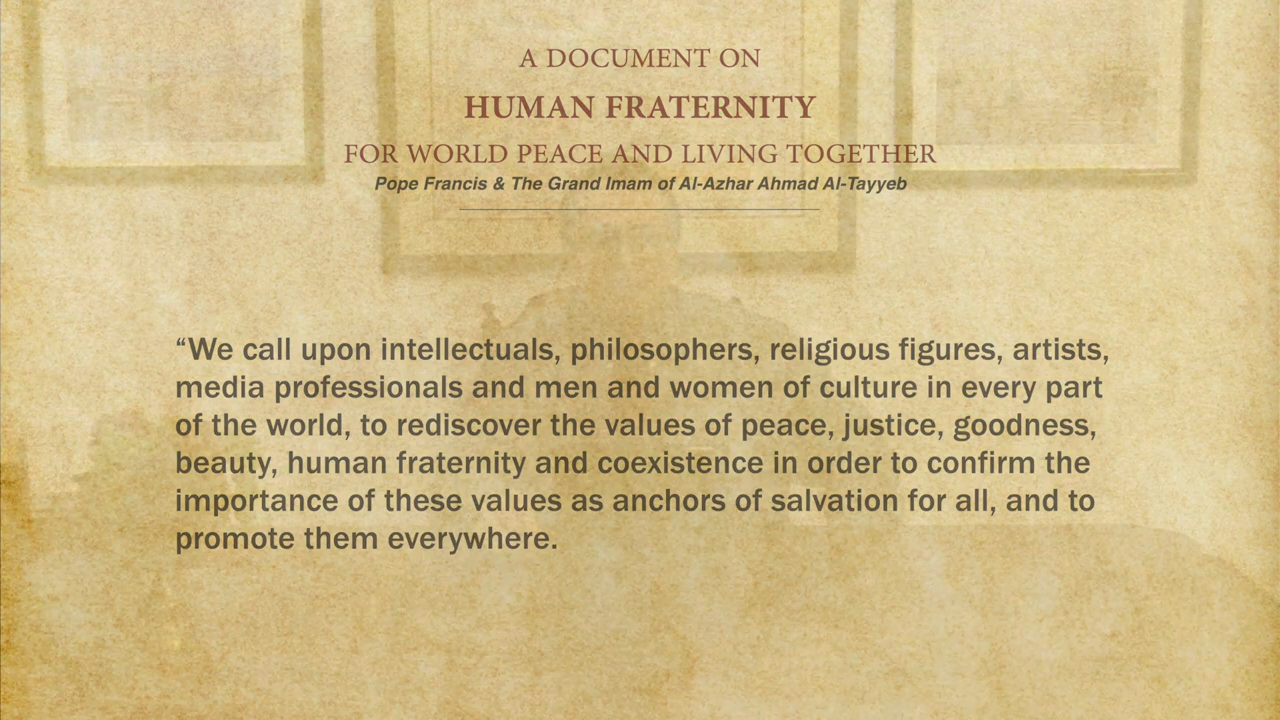 A DOCUMENT ON
HUMAN FRATERNITY
FOR WORLD PEACE AND LIVING TOGETHER
Pope Francis & The Grand Imam of Al-Azhar Ahmad Al-Tayyeb
“We call upon intellectuals, philosophers, religious figures, artists,
media professionals and men and women of culture in every part
of the world, to rediscover the values of peace, justice, goodness,
beauty, human fraternity and coexistence in order to confirm the
importance of these values as anchors of salvation for all, and to
promote them everywhere.